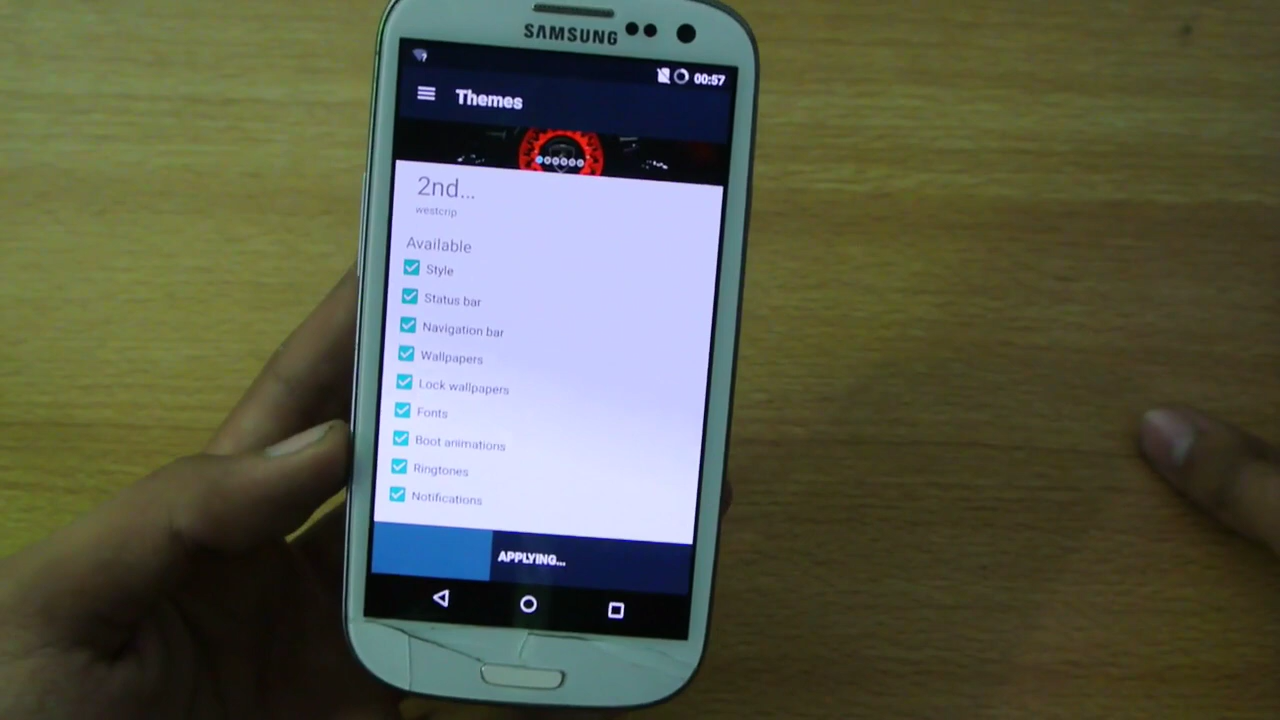 SAMSUNG
00:57
Themes
2nd...
westcrip
Available
Style
Status bar
Navigation bar
Wallpapers
Lock wallpapers
Fonts
Boot animations
Ringtones
Notifications
APPLYING...